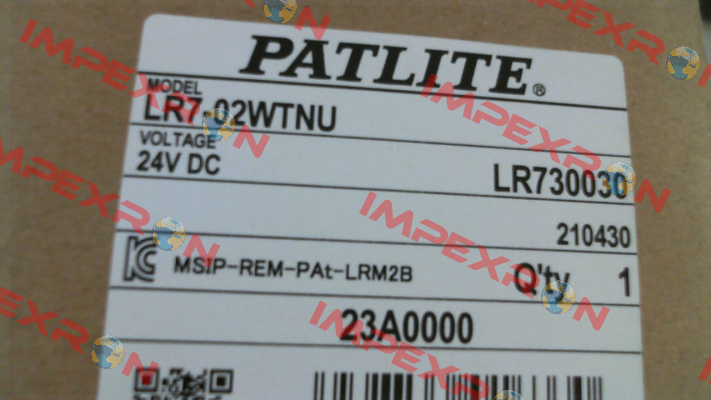 PATLITE®
MODEL
LR7-02WTNU
VOLTAGE
24V DC
LR730030
210430
MSIP-REM-PAt-LRM2B
Q'ty 1
23A0000
IMPEXRON